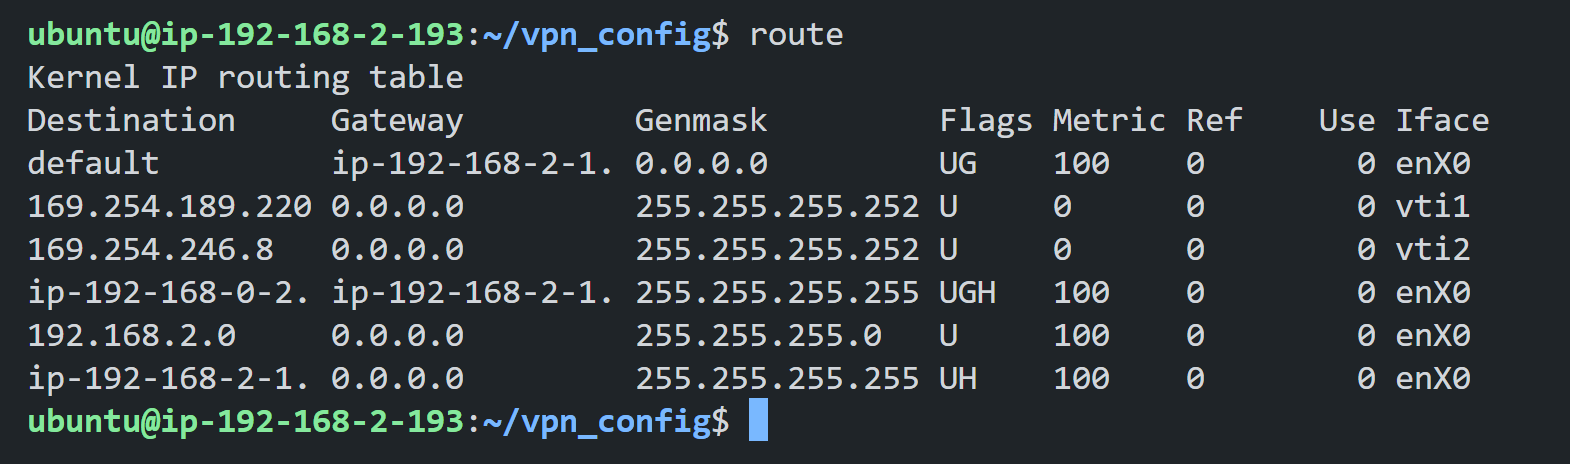 ubuntu@ip-192-168-2-193:~/vpn_config$ route
Kernel IP routing table
Destination     Gateway         Genmask         Flags Metric Ref    Use Iface
default         ip-192-168-2-1. 0.0.0.0         UG    100    0        0 enX0
169.254.189.220 0.0.0.0         255.255.255.252 U     0      0        0 vti1
169.254.246.8   0.0.0.0         255.255.255.252 U     0      0        0 vti2
ip-192-168-0-2. ip-192-168-2-1. 255.255.255.255 UGH   100    0        0 enX0
192.168.2.0     0.0.0.0         255.255.255.0   U     100    0        0 enX0
ip-192-168-2-1. 0.0.0.0         255.255.255.255 UH    100    0        0 enX0
ubuntu@ip-192-168-2-193:~/vpn_config$